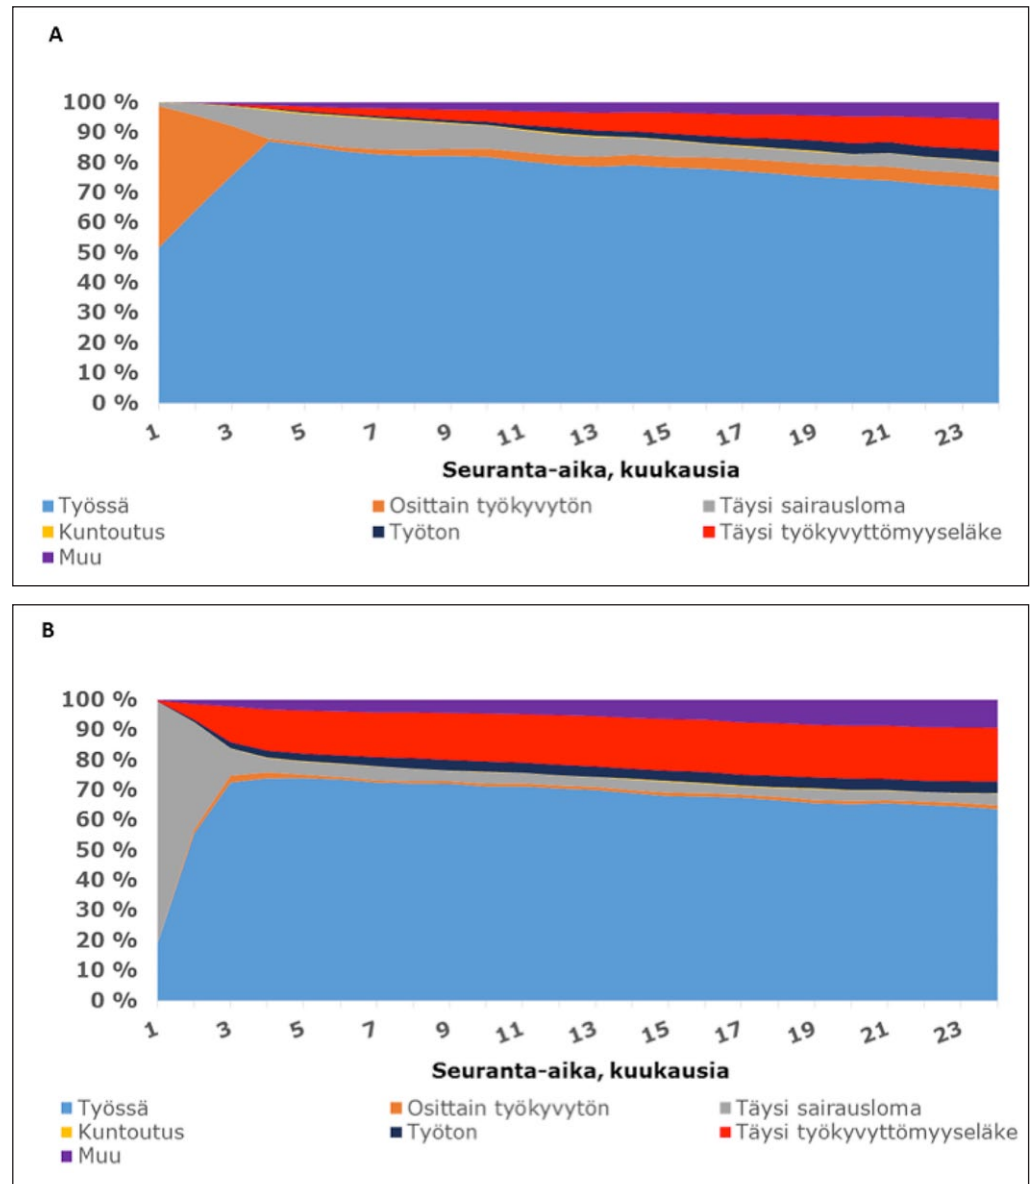 A
100 %
90 %
80 %
70 %
60 %
50 %
40 %
30 %
20 %
10 %
0 %
1 3 5 7 9 11 13 15 17 19 21 23
Seuranta-aika, kuukausia
Työssä Osittain työkyvytön Täysi sairausloma
Kuntoutus Työton Täysi työkyvyttömyyseläke
Muu
B
100 %
90 %
80 %
70 %
60 %
50 %
40 %
30 %
20 %
10 %
0 %
1 3 5 7 9 11 13 15 17 19 21 23
Seuranta-aika, kuukausia
Työssä Osittain työkyvytön Täysi sairausloma
Kuntoutus Työton Täysi työkyvyttömyyseläke
Muu